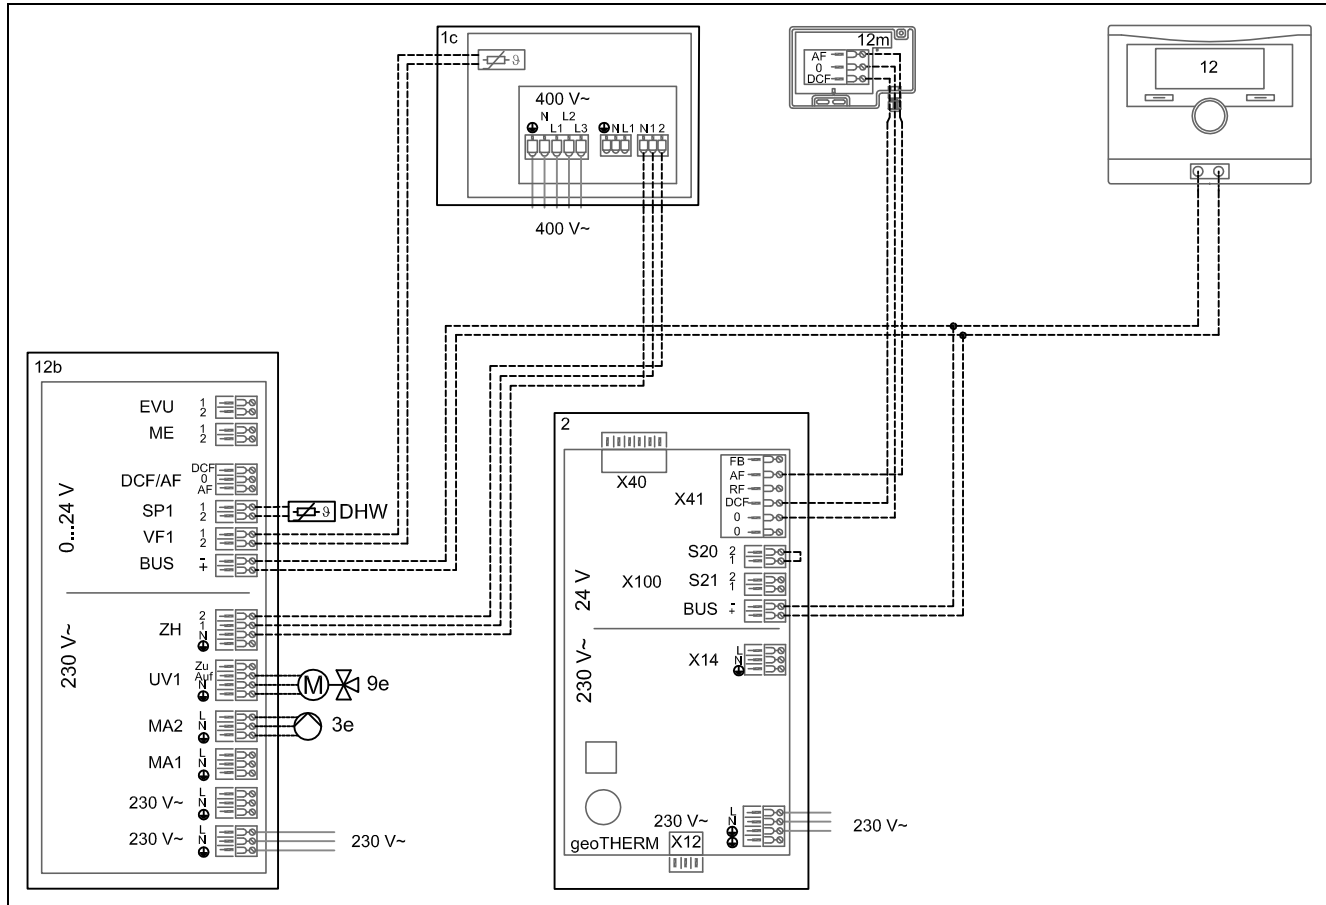 1c
400 V~
N L2
L1 L3
N L1 N 1 2
400 V~
12m
AF
0
DCF
12
12b
0...24 V
EVU 1
2
ME 1
2
DCF/AF DCF
0
AF
SP1 1
2
DHW
VF1 1
2
BUS -
+
230 V~
ZH 2
1
N
UV1 Zu
Auf
N
M 9e
MA2 L
N
3e
MA1 L
N
230 V~ L
N
230 V~ L
N
230 V~
2
X40
X41
FB
AF
RF
DCF
0
0
24 V
X100
S20 2
1
S21 2
1
BUS -
+
230 V~
X14 L
N
230 V~ L
N
230 V~
geoTHERM X12